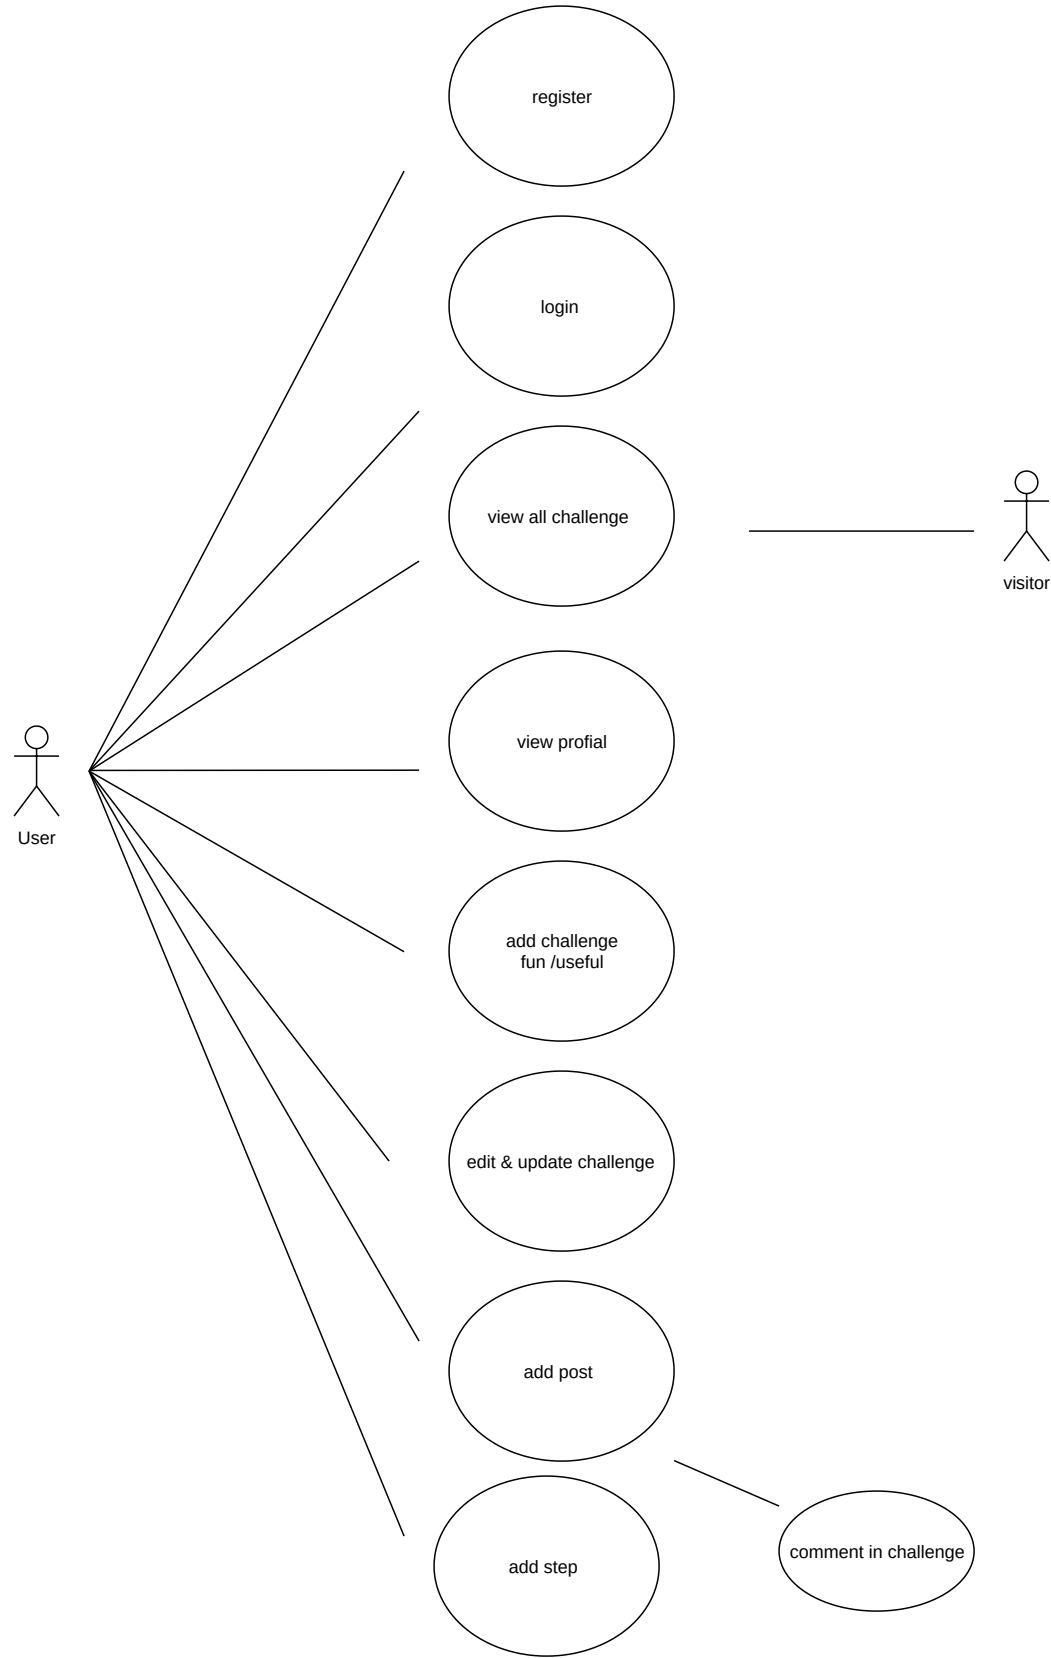 register
login
view all challenge
visitor
view profial
User
add challenge
fun /useful
edit & update challenge
add post
comment in challenge
add step